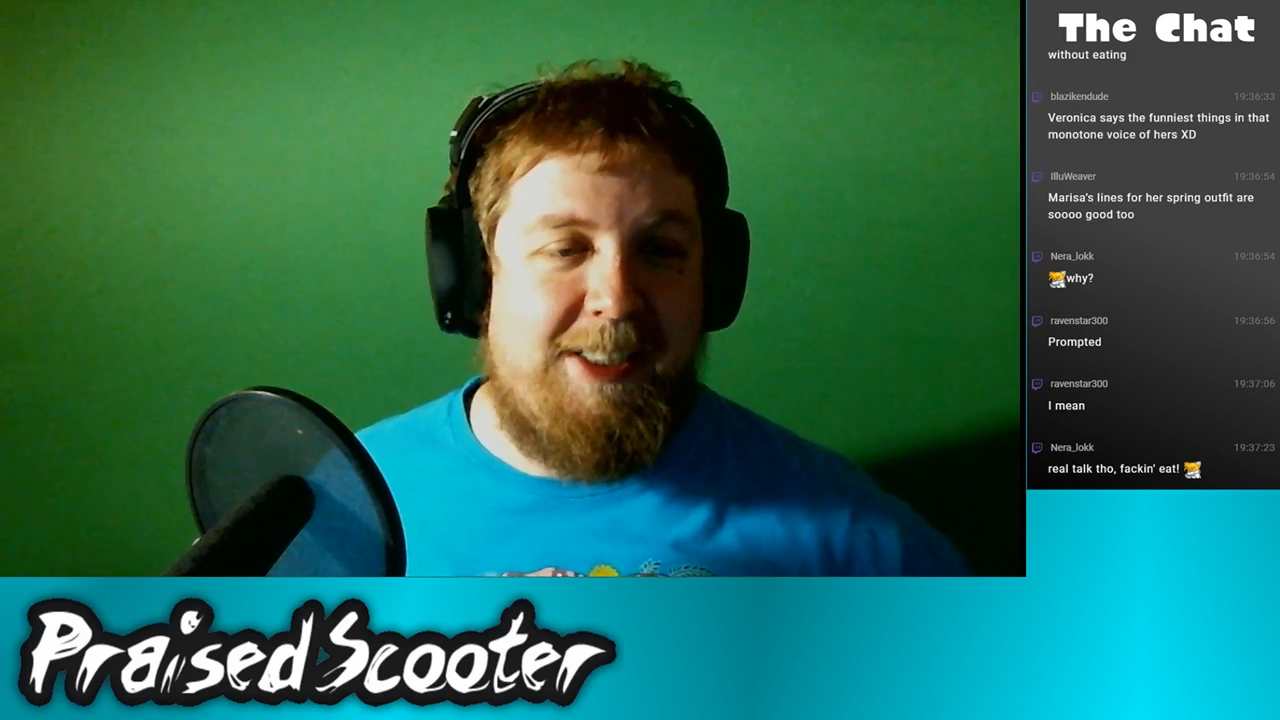 The Chat
without eating
blazikendude 19:36:33
Veronica says the funniest things in that
monotone voice of hers XD
IlluWeaver 19:36:54
Marisa's lines for her spring outfit are
soooo good too
Nera_lokk 19:36:54
why?
ravenstar300 19:36:56
Prompted
ravenstar300 19:37:06
I mean
Nera_lokk 19:37:23
real talk tho, fackin' eat!
PraisedScooter